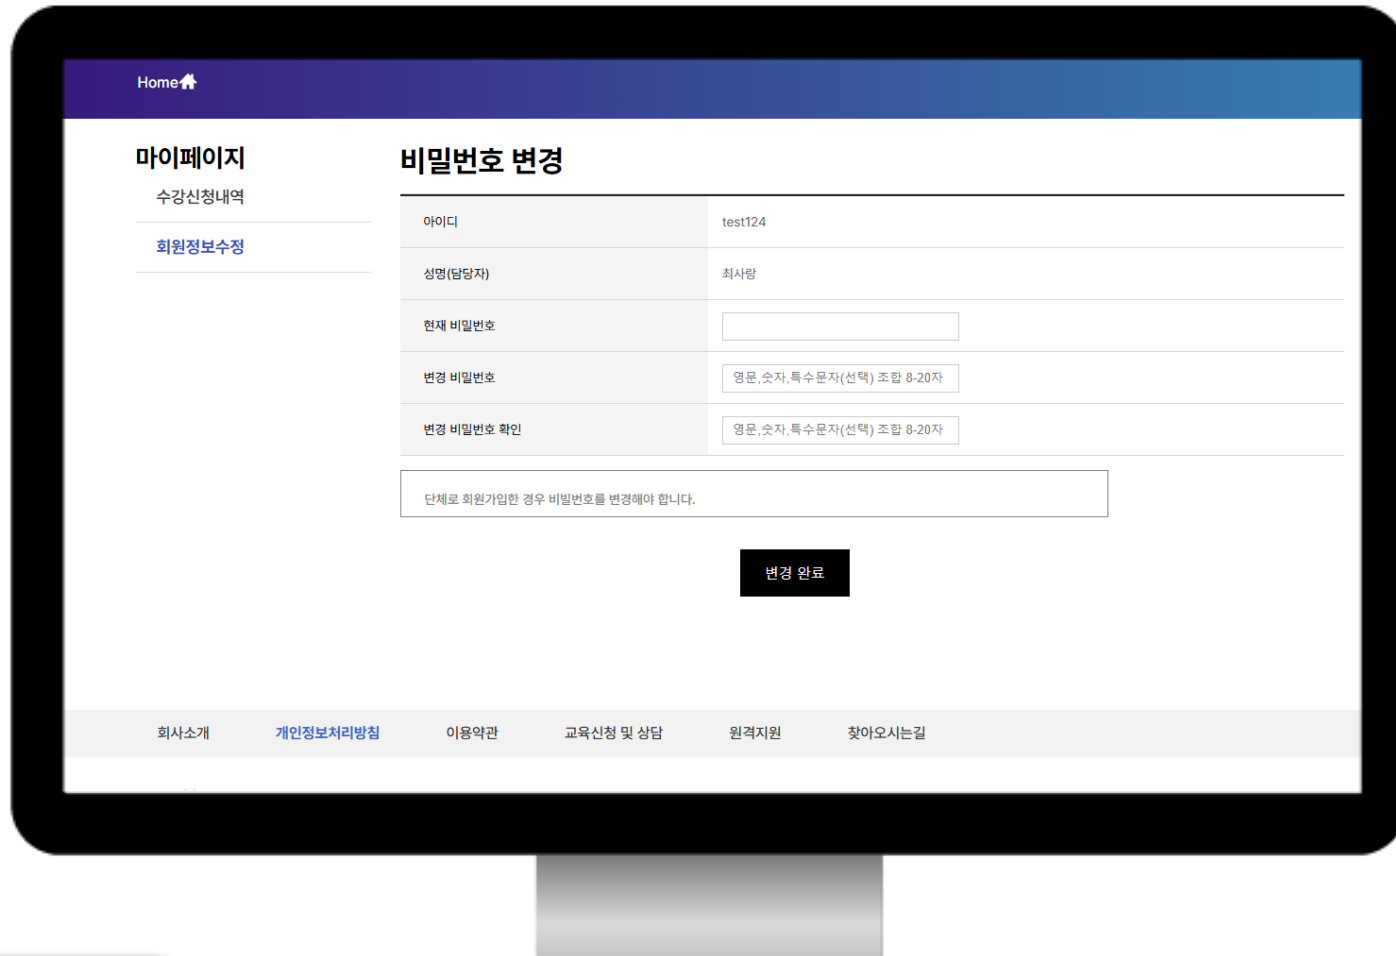 Home
마이페이지
수강신청내역
회원정보수정
비밀번호 변경
아이디 test124
성명(담당자) 최사랑
현재 비밀번호
변경 비밀번호 영문,숫자,특수문자(선택) 조합 8-20자
변경 비밀번호 확인 영문,숫자,특수문자(선택) 조합 8-20자
단체로 회원가입한 경우 비빌번호를 변경해야 합니다.
변경 완료
회사소개 개인정보처리방침 이용약관 교육신청 및 상담 원격지원 찾아오시는길